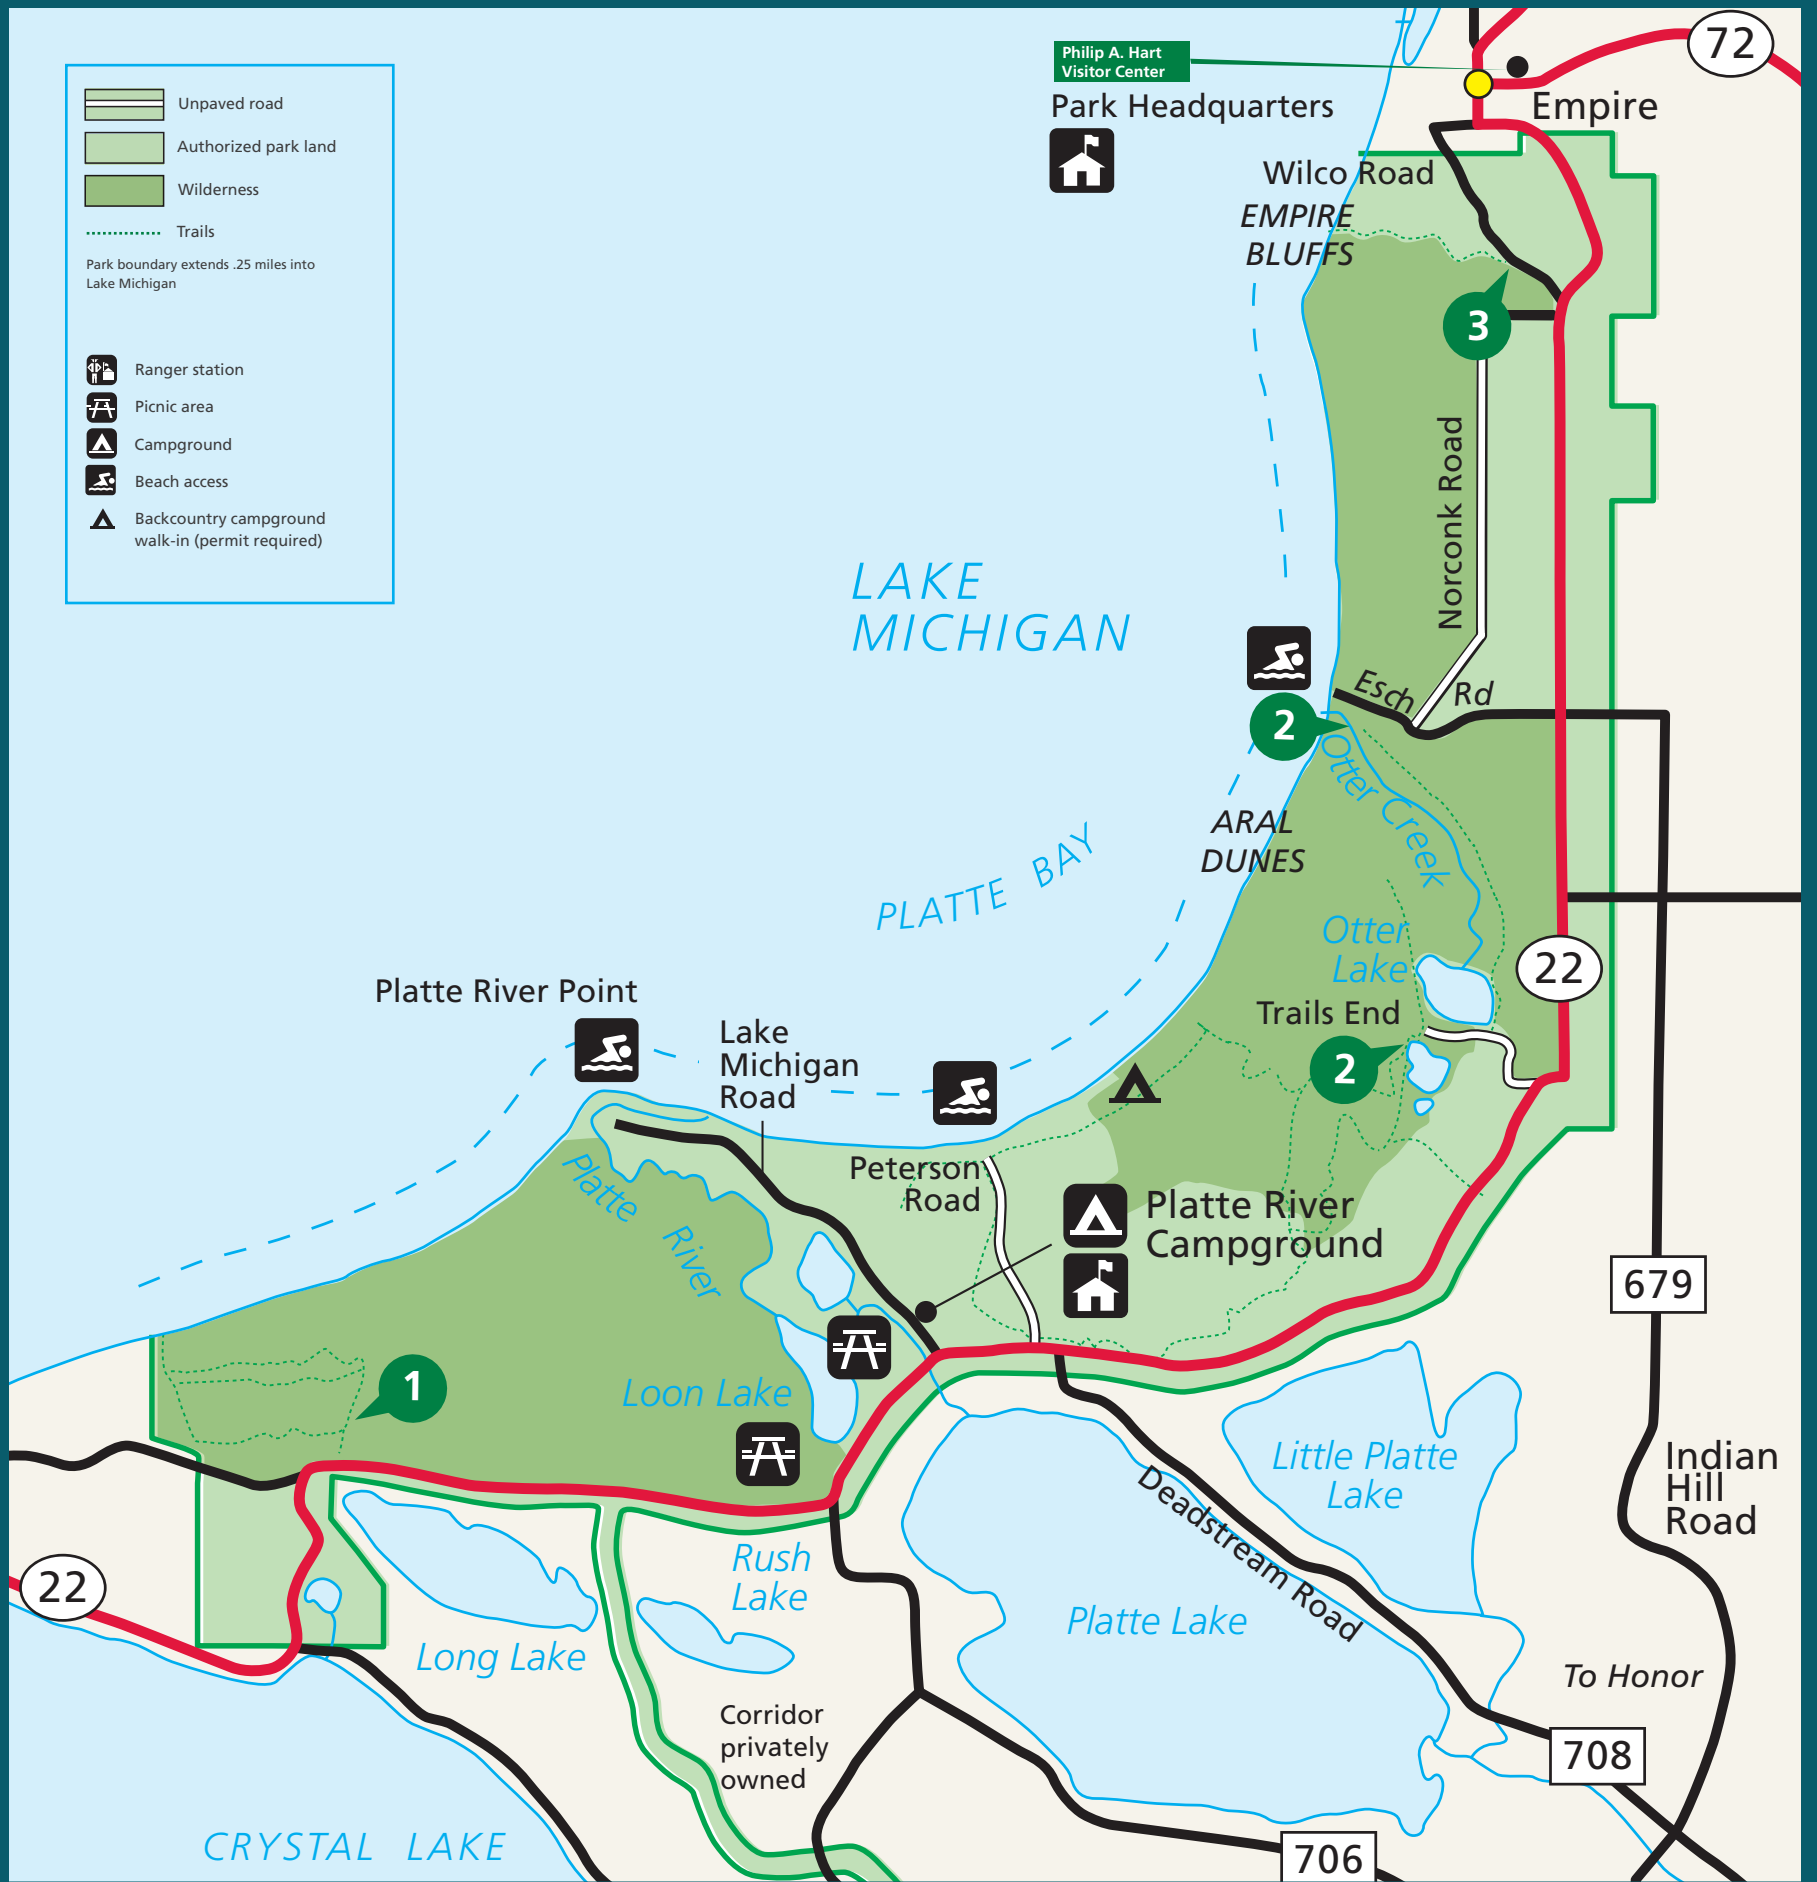 Philip A. Hart
Visitor Center
72
Park Headquarters
Empire
Unpaved road
Authorized park land
Wilderness
Trails
Park boundary extends .25 miles into
Lake Michigan
Ranger station
Picnic area
Campground
Beach access
Backcountry campground
walk-in (permit required)
Wilco Road
EMPIRE
BLUFFS
3
Norconk Road
LAKE
MICHIGAN
Esch Rd
2
Otter Creek
ARAL
DUNES
PLATTE BAY
Otter
Lake
22
Platte River Point
Trails End
2
Lake
Michigan
Road
Peterson
Road
Platte River
Platte River
Campground
679
1
Loon Lake
Little Platte
Lake
Indian
Hill
Road
Deadstream Road
22
Rush
Lake
Long Lake
Platte Lake
To Honor
Corridor
privately
owned
708
CRYSTAL LAKE
706